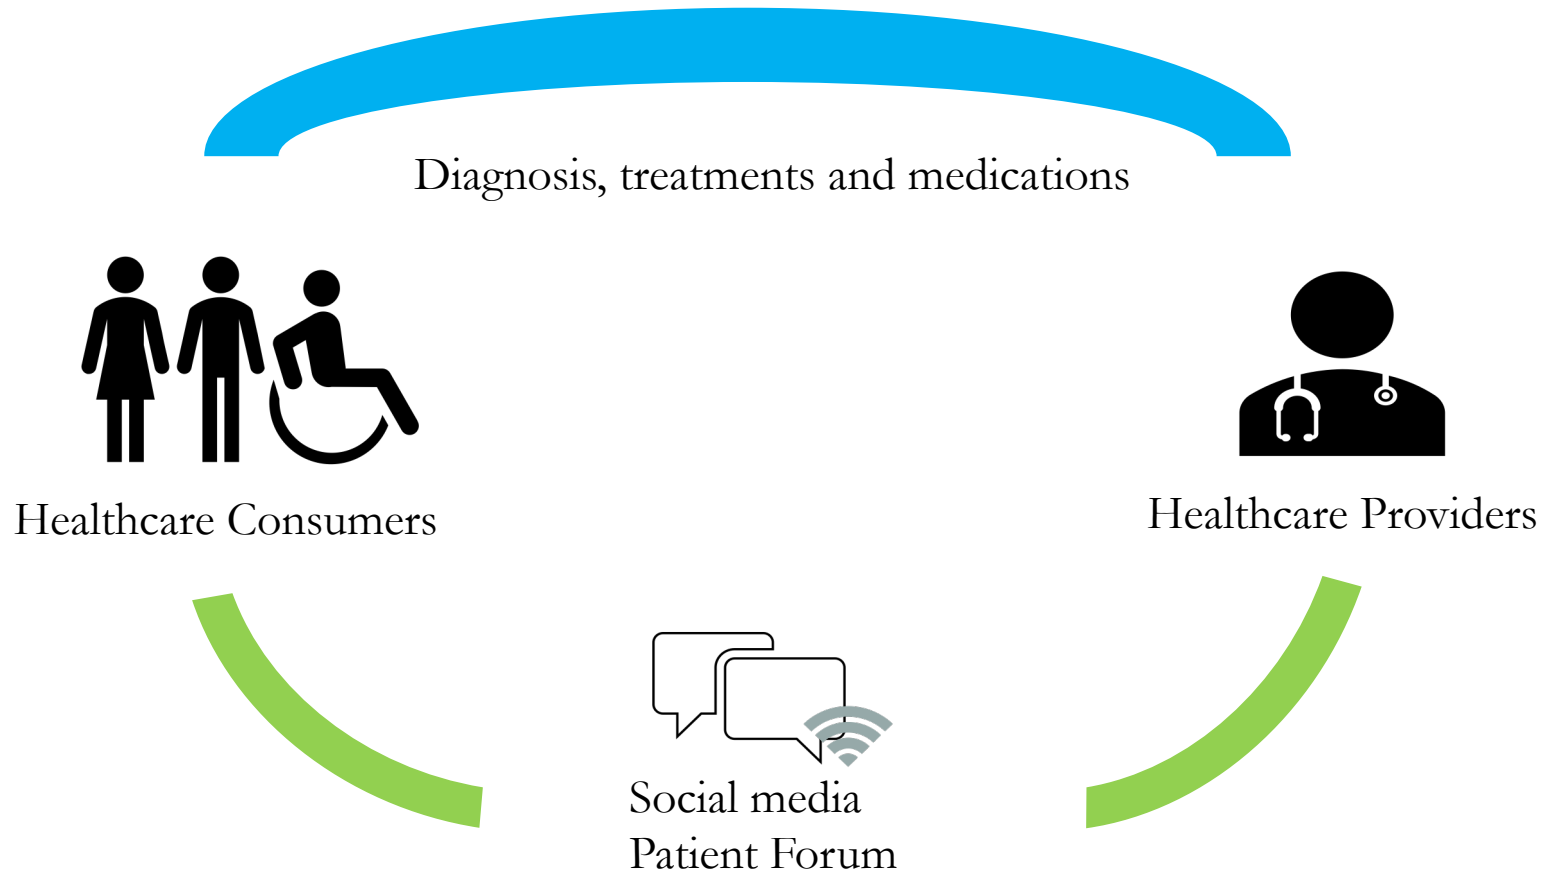 Diagnosis, treatments and medications
Healthcare Consumers
Healthcare Providers
Social media
Patient Forum